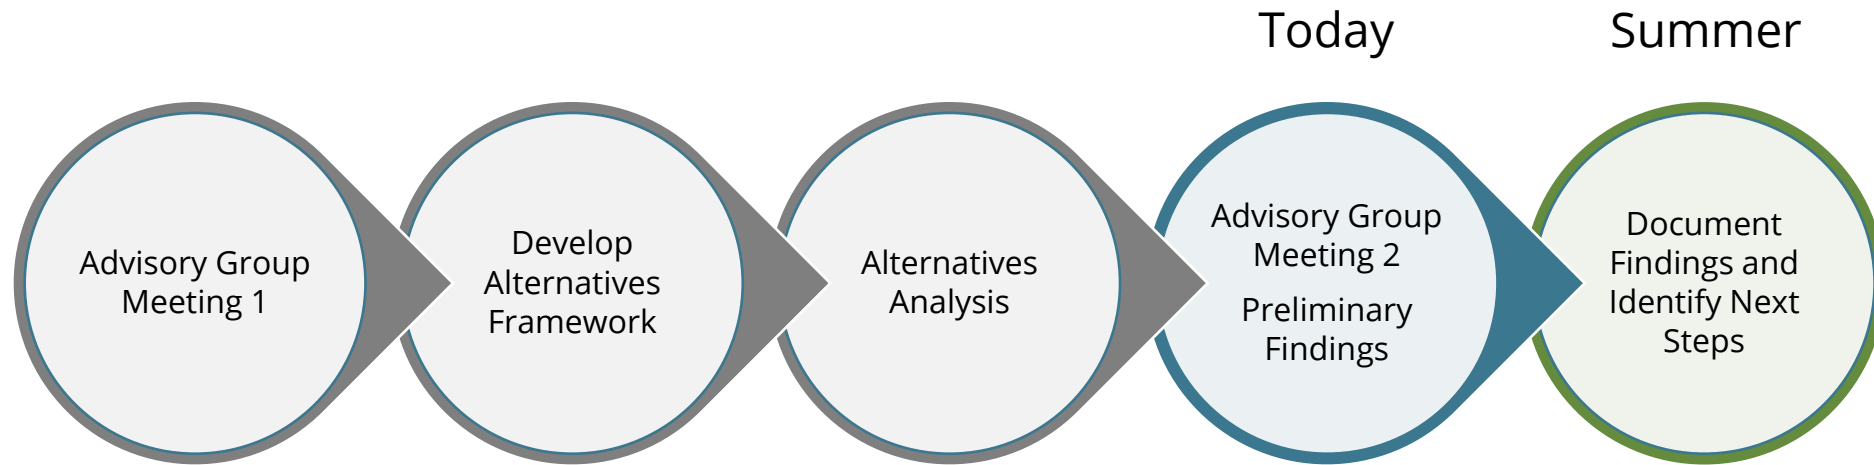 Today
Summer
Advisory Group
Meeting 1
Develop
Alternatives
Framework
Alternatives
Analysis
Advisory Group
Meeting 2
Preliminary
Findings
Document
Findings and
Identify Next
Steps